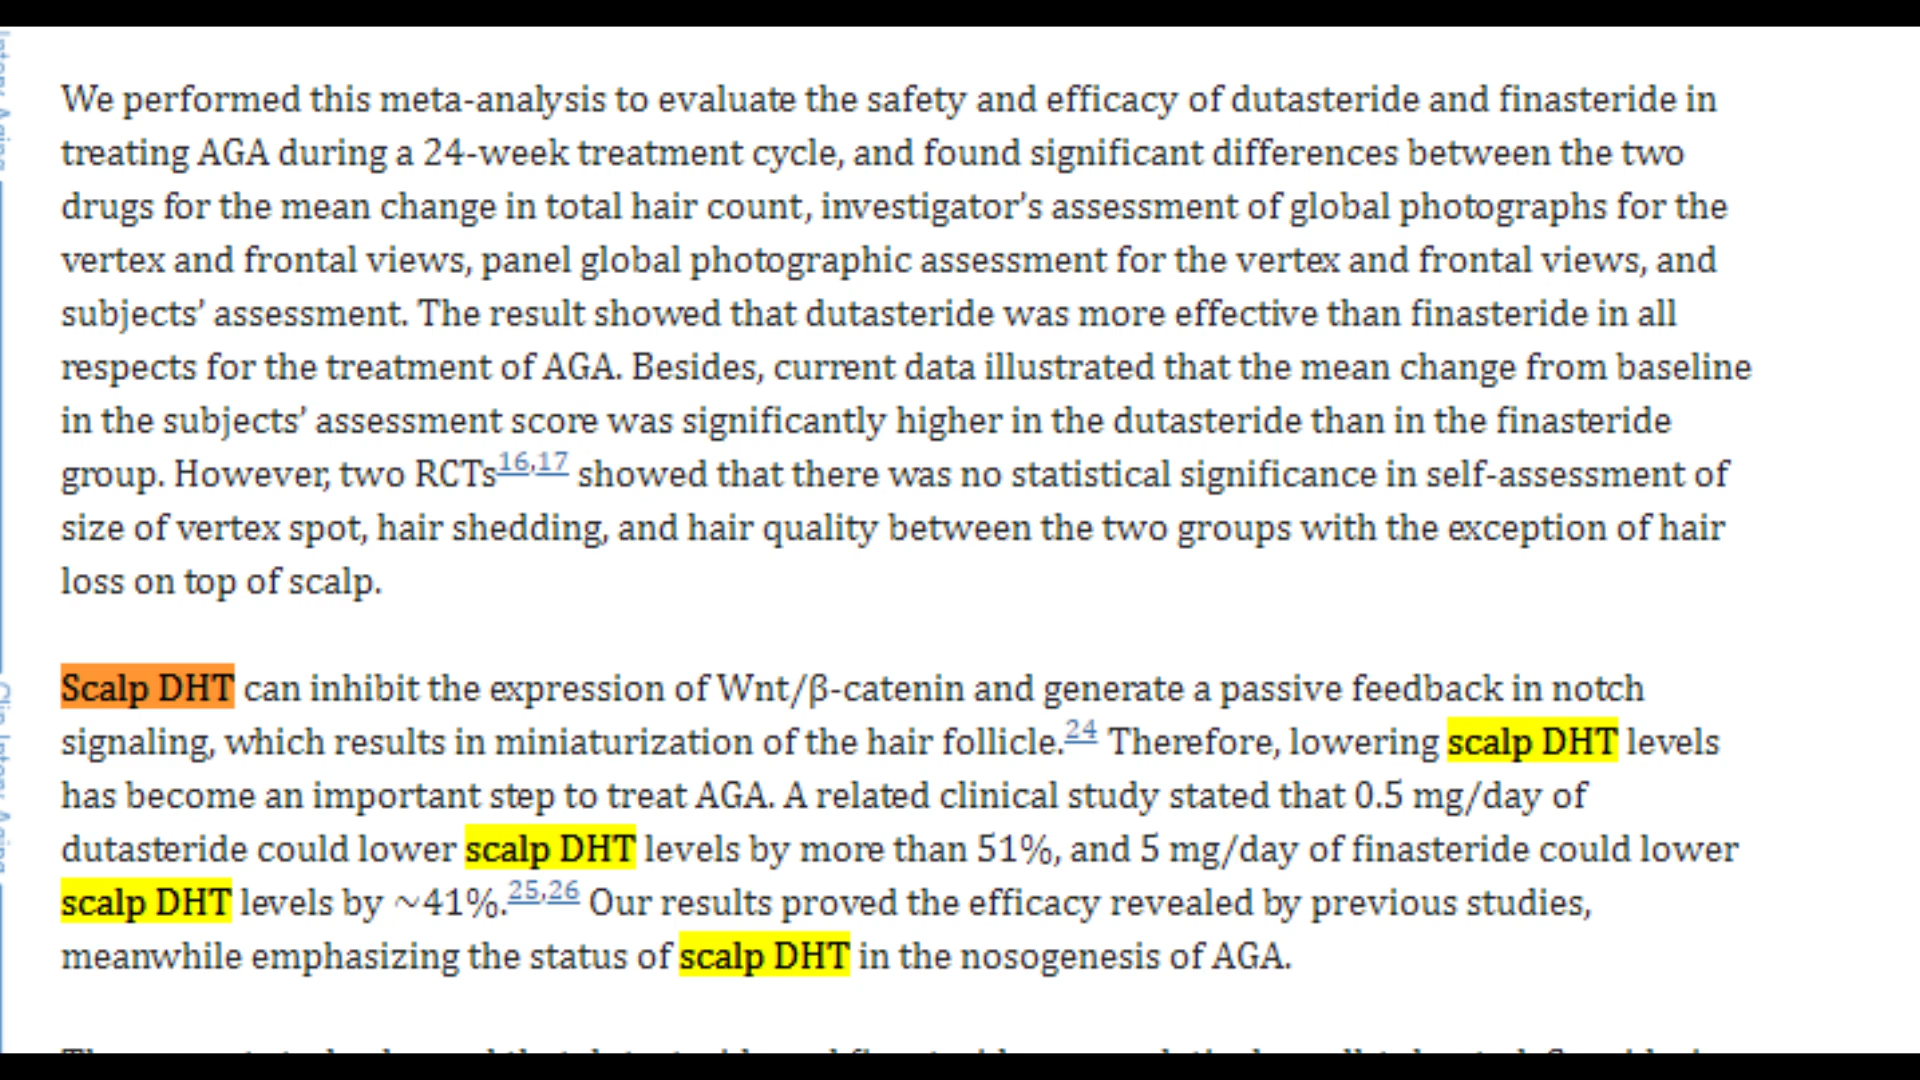 We performed this meta-analysis to evaluate the safety and efficacy of dutasteride and finasteride in
treating AGA during a 24-week treatment cycle, and found significant differences between the two
drugs for the mean change in total hair count, investigator’s assessment of global photographs for the
vertex and frontal views, panel global photographic assessment for the vertex and frontal views, and
subjects’ assessment. The result showed that dutasteride was more effective than finasteride in all
respects for the treatment of AGA. Besides, current data illustrated that the mean change from baseline
in the subjects’ assessment score was significantly higher in the dutasteride than in the finasteride
group. However, two RCTs16,17 showed that there was no statistical significance in self-assessment of
size of vertex spot, hair shedding, and hair quality between the two groups with the exception of hair
loss on top of scalp.
Scalp DHT can inhibit the expression of Wnt/β-catenin and generate a passive feedback in notch
signaling, which results in miniaturization of the hair follicle.24 Therefore, lowering scalp DHT levels
has become an important step to treat AGA. A related clinical study stated that 0.5 mg/day of
dutasteride could lower scalp DHT levels by more than 51%, and 5 mg/day of finasteride could lower
scalp DHT levels by ~41%.25,26 Our results proved the efficacy revealed by previous studies,
meanwhile emphasizing the status of scalp DHT in the nosogenesis of AGA.